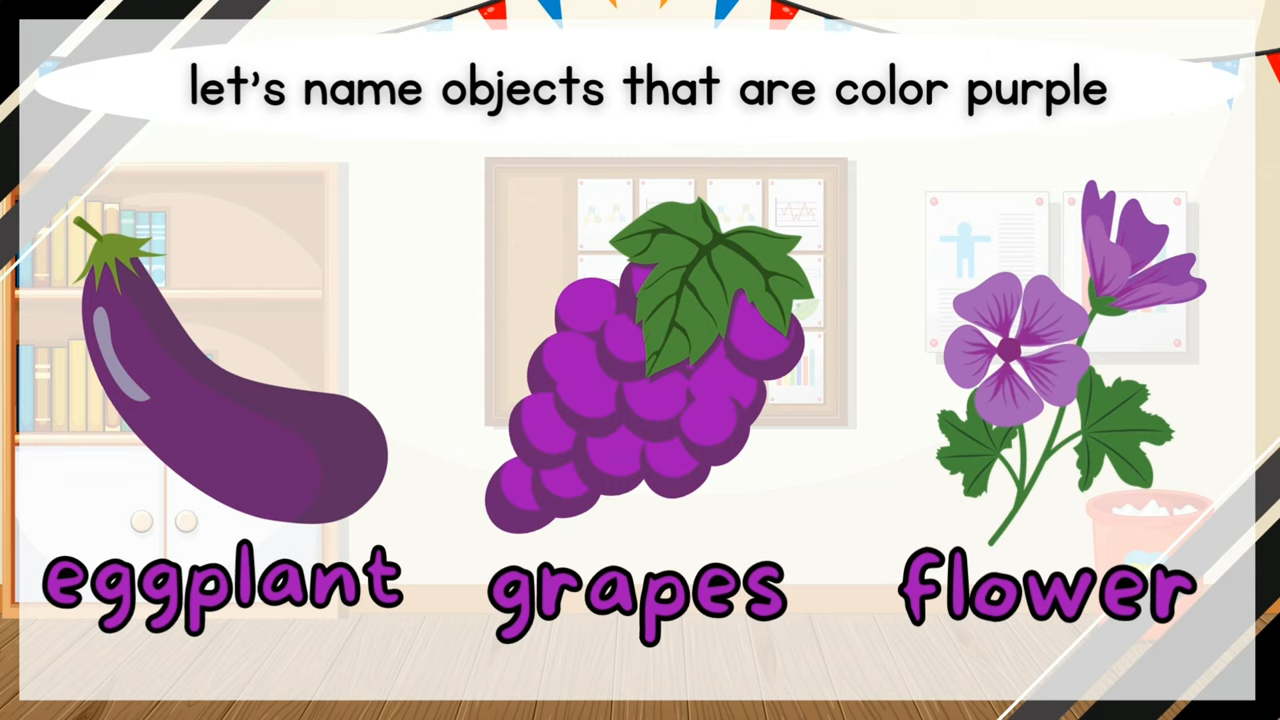 let's name objects that are color purple
eggplant
grapes
flower